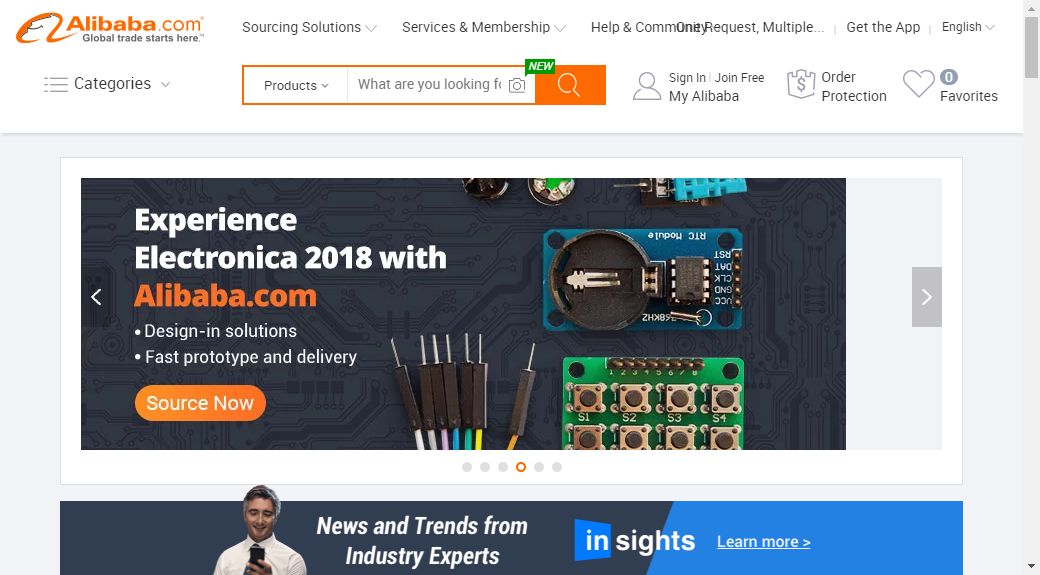 Alibaba.com
Global trade starts here.™
Sourcing Solutions
Services & Membership
Help & Community
One Request, Multiple...
Get the App
English
Categories
Products
What are you looking fo
NEW
Sign In
Join Free
My Alibaba
Order
Protection
0
Favorites
Experience
Electronica 2018 with
Alibaba.com
• Design-in solutions
• Fast prototype and delivery
Source Now
RTC Module
RST
DAT
CLK
GND
VCC
1 2 3 4 5 6 7 8
S1
S2
S3
S4
News and Trends from
Industry Experts
in sights
Learn more >